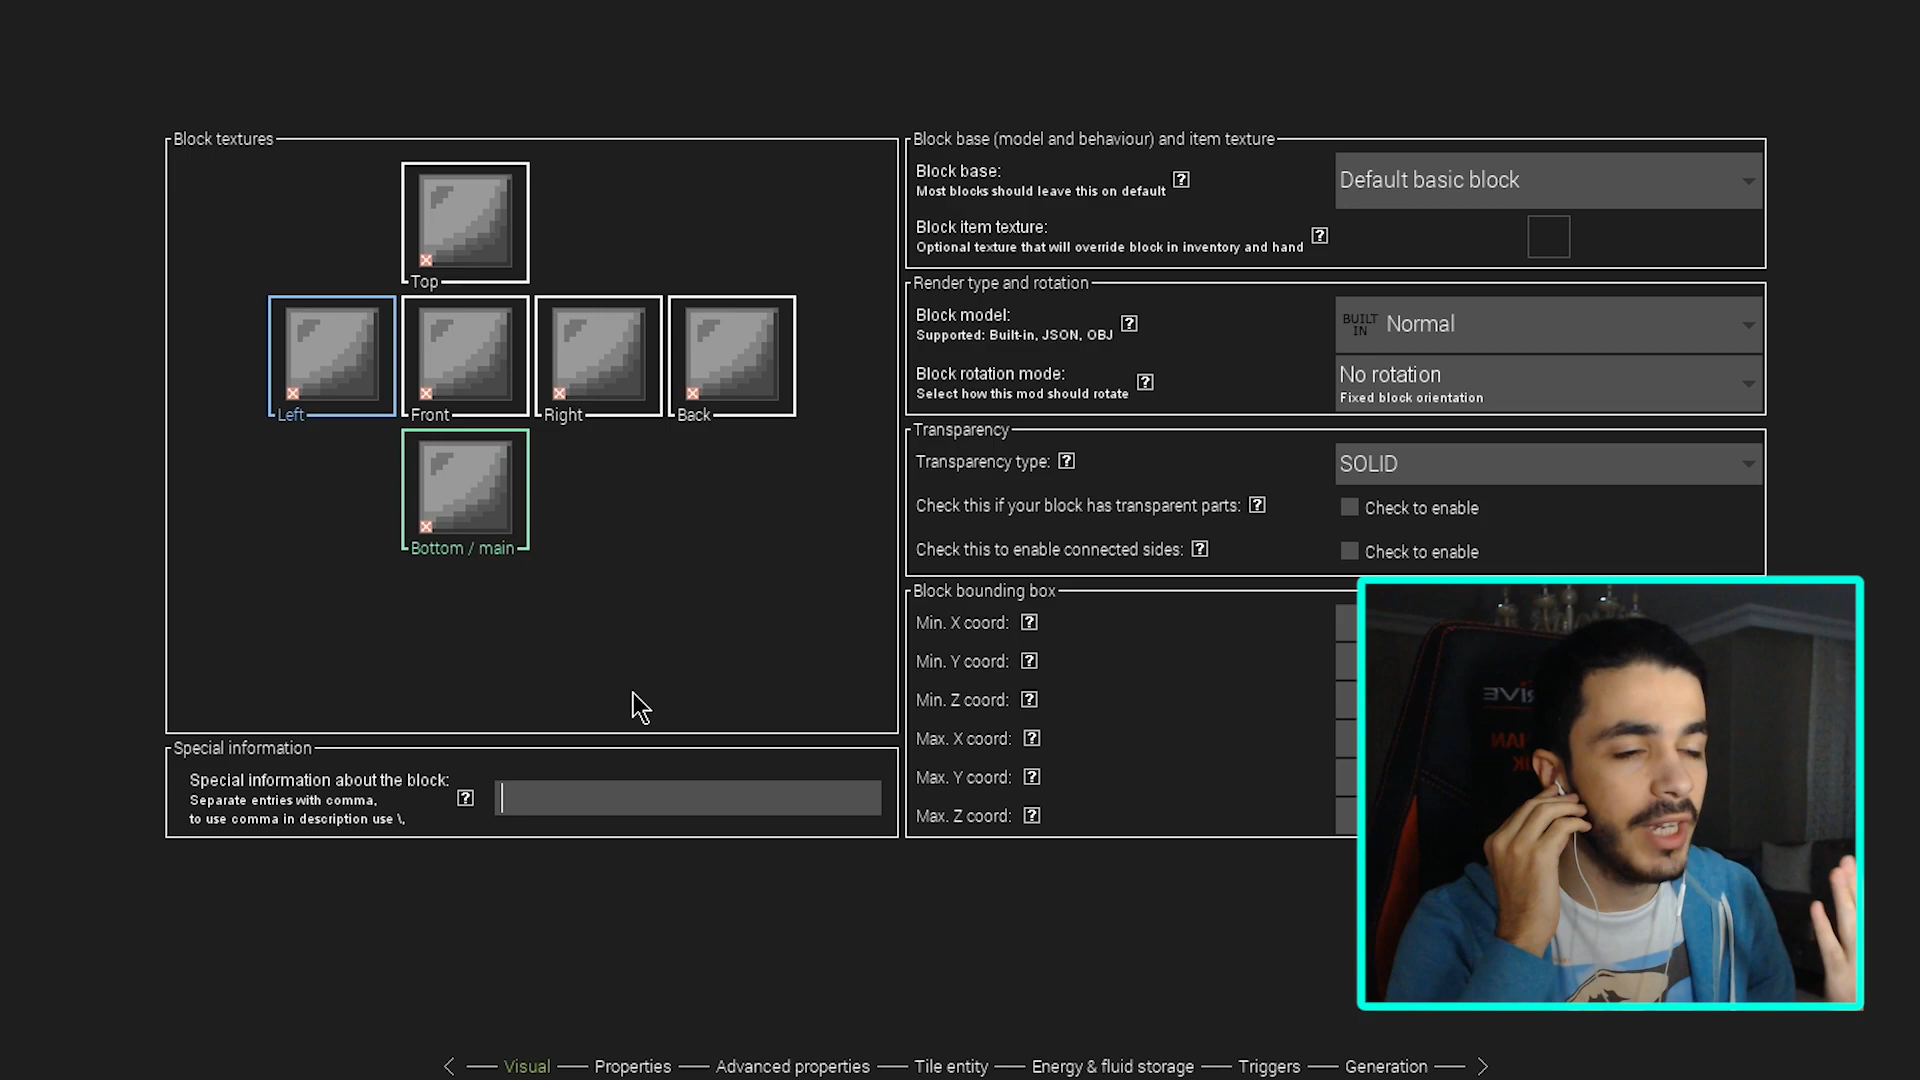 Block textures
Top
Left
Front
Right
Back
Bottom / main
Special information
Special information about the block:
Separate entries with comma,
to use comma in description use \,
Block base (model and behaviour) and item texture
Block base:
Most blocks should leave this on default
Default basic block
Block item texture:
Optional texture that will override block in inventory and hand
Render type and rotation
Block model:
Supported: Built-in, JSON, OBJ
BUILT
IN
Normal
Block rotation mode:
Select how this mod should rotate
No rotation
Fixed block orientation
Transparency
Transparency type:
SOLID
Check this if your block has transparent parts:
Check to enable
Check this to enable connected sides:
Check to enable
Block bounding box
Min. X coord:
Min. Y coord:
Min. Z coord:
Max. X coord:
Max. Y coord:
Max. Z coord:
Visual
Properties
Advanced properties
Tile entity
Energy & fluid storage
Triggers
Generation